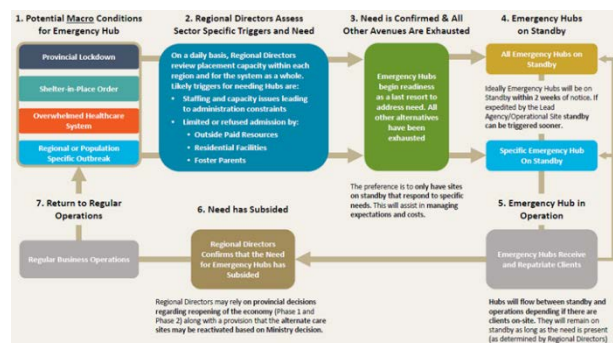 1. Potential Macro Conditions
for Emergency Hub
Provincial Lockdown
Shelter-in-Place Order
Overwhelmed Healthcare
System
Regional or Population
Specific Outbreak
2. Regional Directors Assess
Sector Specific Triggers and Need
On a daily basis, Regional Directors
review placement capacity within each
region and for the system as a whole.
Likely triggers for needing Hubs are:
• Staffing and capacity issues leading
to administration constraints
• Limited or refused admission by:
• Outside Paid Resources
• Residential Facilities
• Foster Parents
3. Need is Confirmed & All
Other Avenues Are Exhausted
Emergency Hubs
begin readiness
as a last resort to
address need. All
other alternatives
have been
exhausted
The preference is to only have sites
on standby that respond to specific
needs. This will assist in managing
expectations and costs.
4. Emergency Hubs
on Standby
All Emergency Hubs on
Standby
Ideally Emergency Hubs will be on
Standby within 2 weeks of notice. If
expedited by the Lead
Agency/Operational Site standby
can be triggered sooner.
Specific Emergency Hub
On Standby
5. Emergency Hub in
Operation
Emergency Hubs Receive
and Repatriate Clients
Hubs will flow between standby and
operations depending if there are
clients on-site. They will remain on
standby as long as the need is present
(as determined by Regional Directors)
6. Need has Subsided
Regional Directors
Confirms that the Need
for Emergency Hubs has
Subsided
Regional Directors may rely on provincial decisions
regarding reopening of the economy (Phase 1 and
Phase 2) along with a provision that the alternate care
sites may be reactivated based on Ministry decision.
7. Return to Regular
Operations
Regular Business Operations